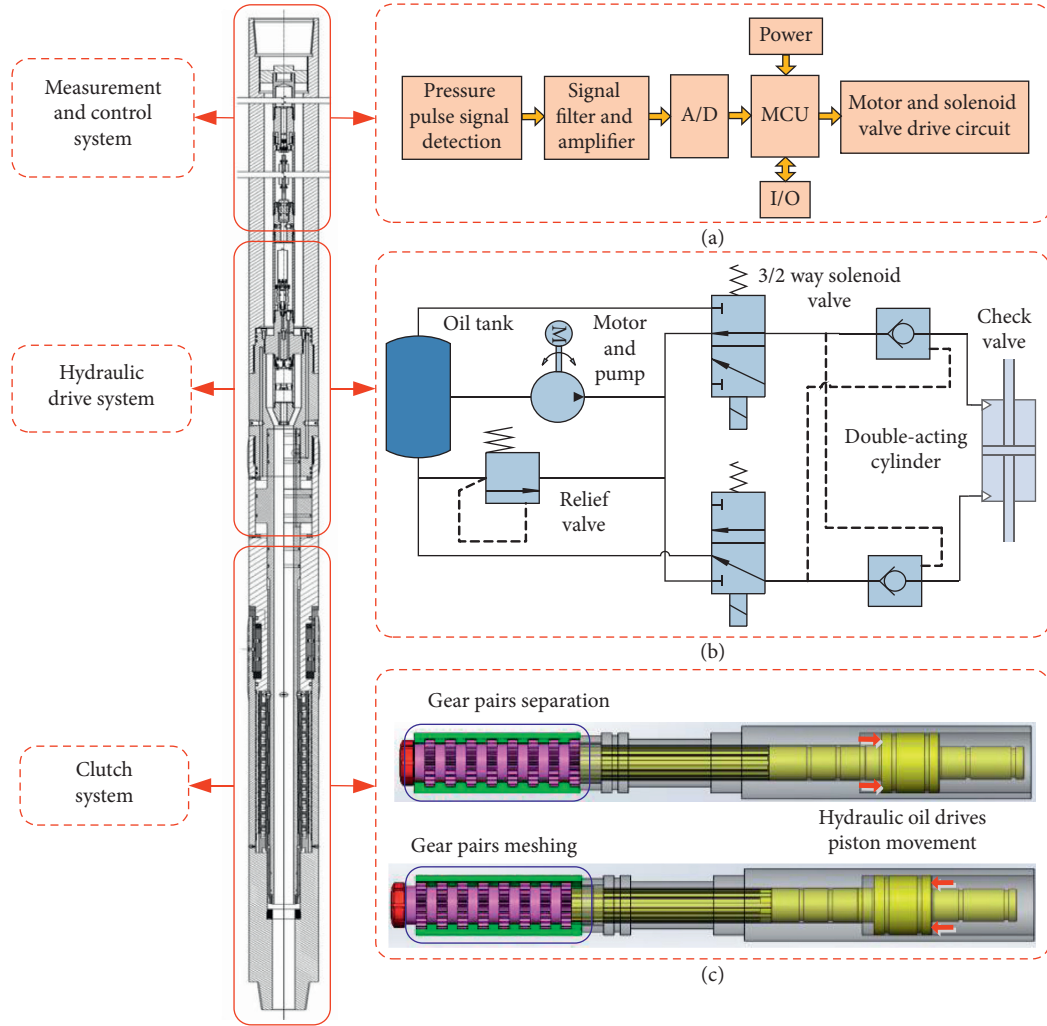 Measurement
and control
system
Pressure
pulse signal
detection
Signal
filter and
amplifier
A/D
Power
MCU
I/O
Motor and solenoid
valve drive circuit
(a)
Hydraulic
drive system
Oil tank
M
Motor
and
pump
3/2 way solenoid
valve
Check
valve
Relief
valve
Double-acting
cylinder
(b)
Clutch
system
Gear pairs separation
Hydraulic oil drives
piston movement
Gear pairs meshing
(c)